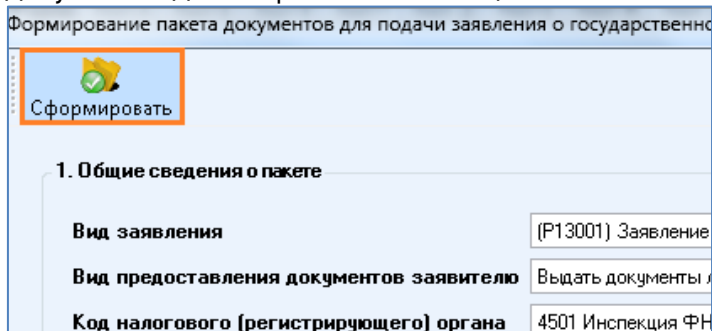 Формирование пакета документов для подачи заявления о государственно
Сформировать
1. Общие сведения о пакете
Вид заявления
(Р13001) Заявление
Вид предоставления документов заявителю
Выдать документы л
Код налогового (регистрирующего) органа
4501 Инспекция ФН